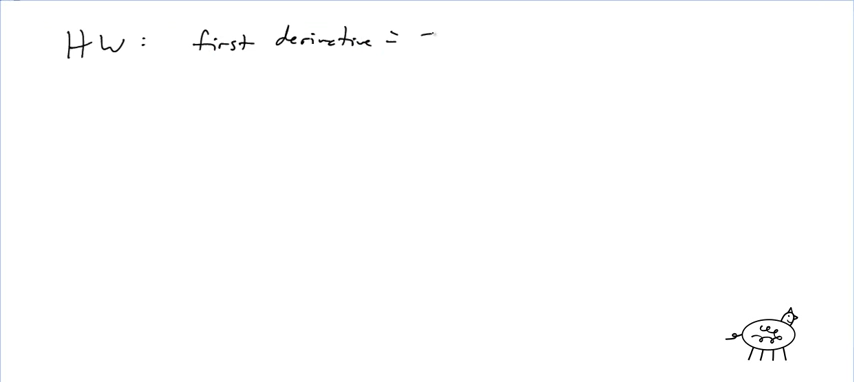 HW: first derivative = -